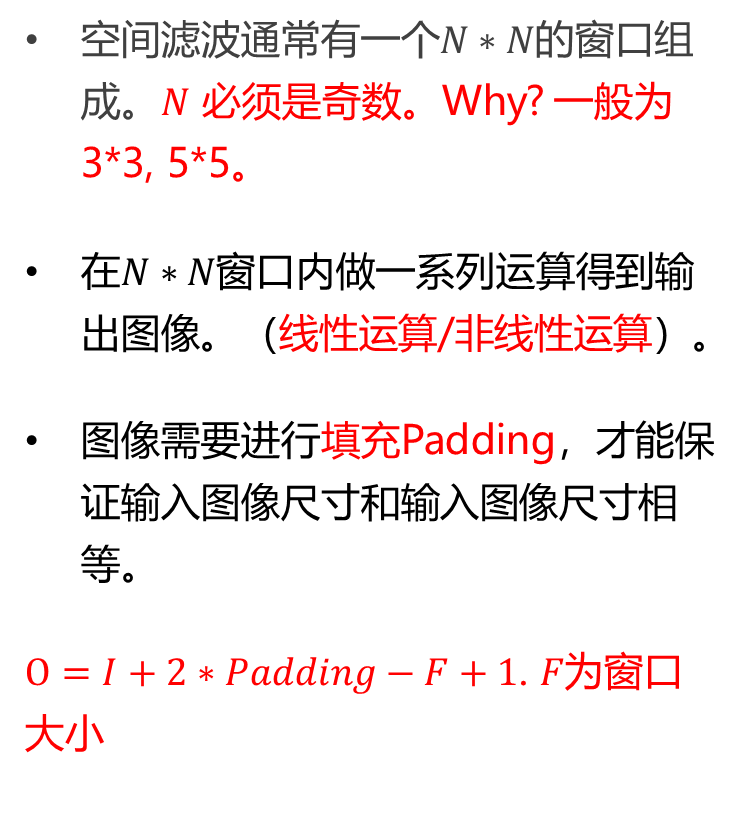 • 空间滤波通常有一个N * N的窗口组
成。N 必须是奇数。Why? 一般为
3*3, 5*5。
• 在N * N窗口内做一系列运算得到输
出图像。（线性运算/非线性运算）。
• 图像需要进行填充Padding，才能保
证输入图像尺寸和输入图像尺寸相
等。
O = I + 2 * Padding − F + 1. F为窗口
大小